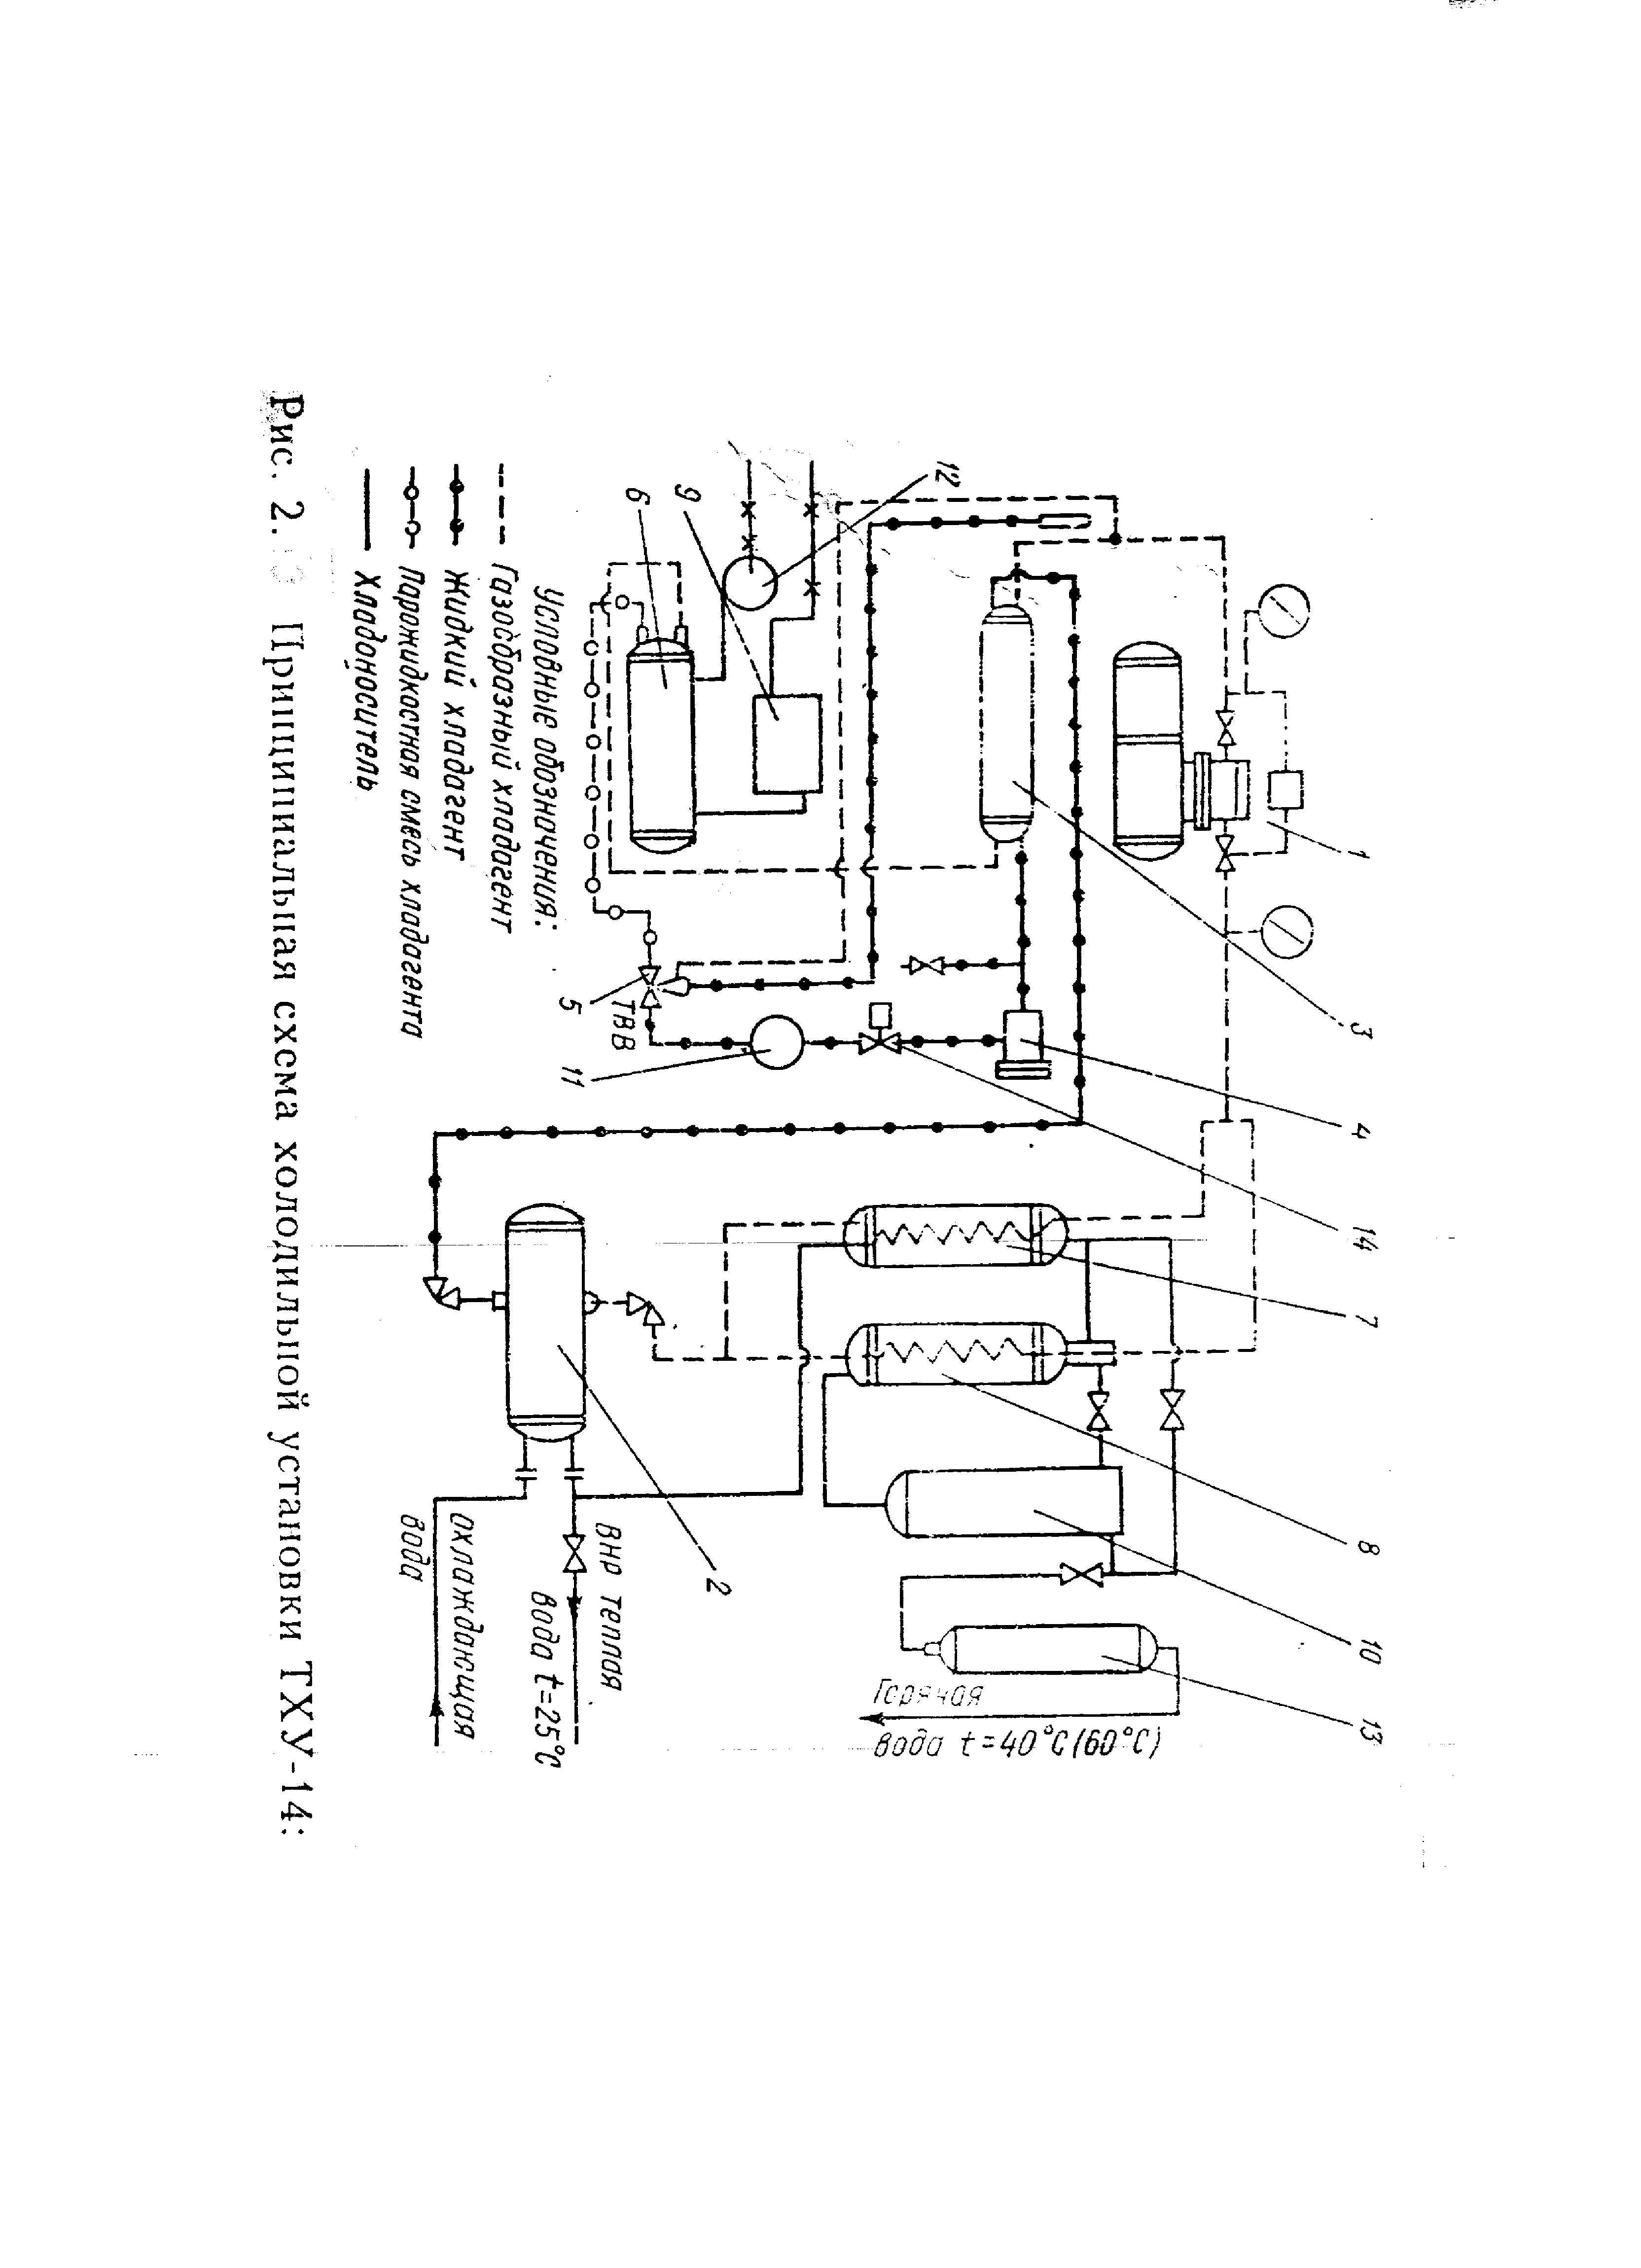 1
3
4
14
7
8
10
13
12
9
6
5
ТВВ
11
2
Горячая
вода t=40°C(60°C)
ВНР теплая
вода t=25°C
охлаждающая
вода
Условные обозначения:
Газообразный хладагент
Жидкий хладагент
Парожидкостная смесь хладагента
Хладоноситель
Рис. 2. Принципиальная схема холодильной установки ТХУ-14: